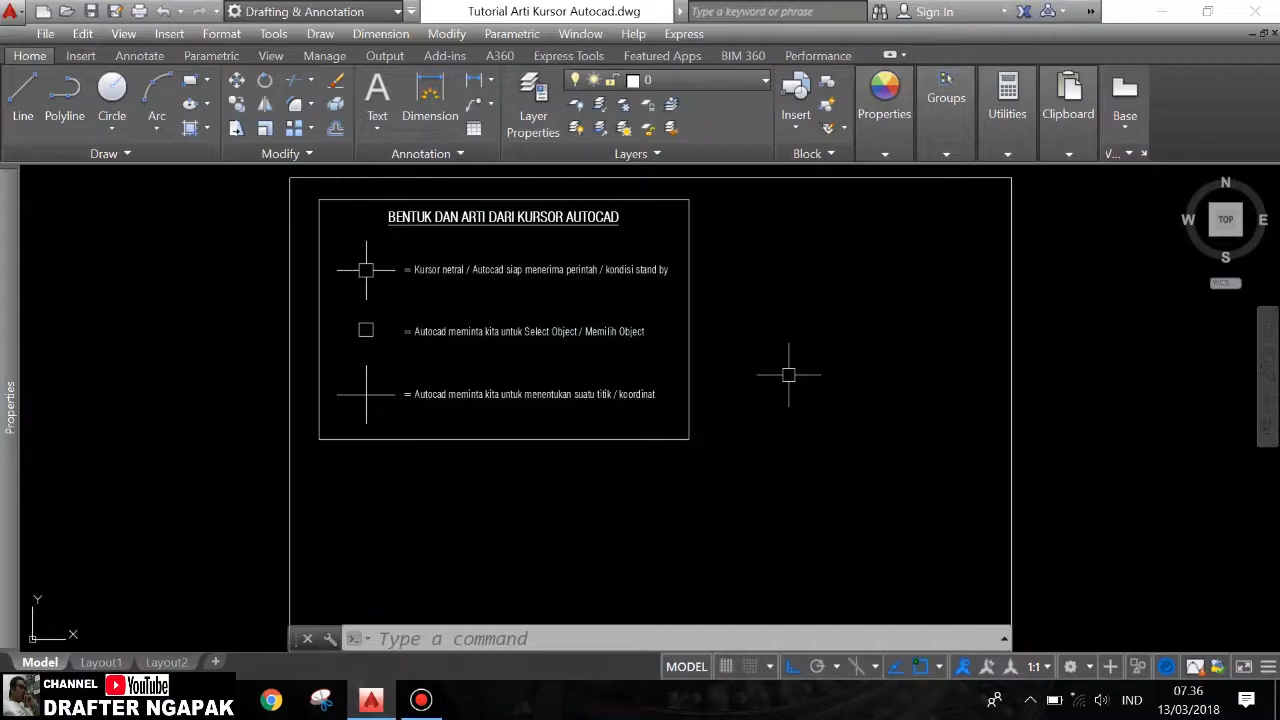 Drafting & Annotation
Tutorial Arti Kursor Autocad.dwg
Type a keyword or phrase
Sign In
File Edit View Insert Format Tools Draw Dimension Modify Parametric Window Help Express
Home Insert Annotate Parametric View Manage Output Add-ins A360 Express Tools Featured Apps BIM 360 Performance
0
Line Polyline Circle Arc Text Dimension Layer Properties Insert Properties Groups Utilities Clipboard Base
Draw Modify Annotation Layers Block V...
BENTUK DAN ARTI DARI KURSOR AUTOCAD
= Kursor netral / Autocad siap menerima perintah / kondisi stand by
= Autocad meminta kita untuk Select Object / Memilih Object
= Autocad meminta kita untuk menentukan suatu titik / koordinat
N
W TOP E
S
WCS
Properties
Y
X
Type a command
Model Layout1 Layout2 +
MODEL 1:1
CHANNEL YouTube
DRAFTER NGAPAK
IND
07.36
13/03/2018